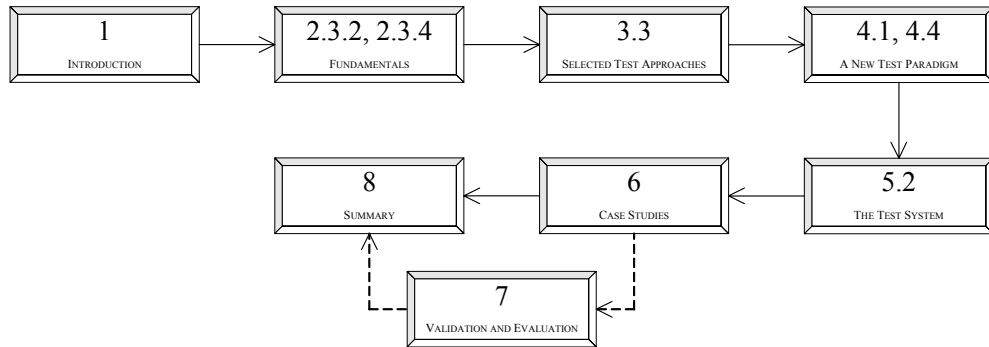 1
INTRODUCTION
2.3.2, 2.3.4
FUNDAMENTALS
3.3
SELECTED TEST APPROACHES
4.1, 4.4
A NEW TEST PARADIGM
5.2
THE TEST SYSTEM
6
CASE STUDIES
8
SUMMARY
7
VALIDATION AND EVALUATION